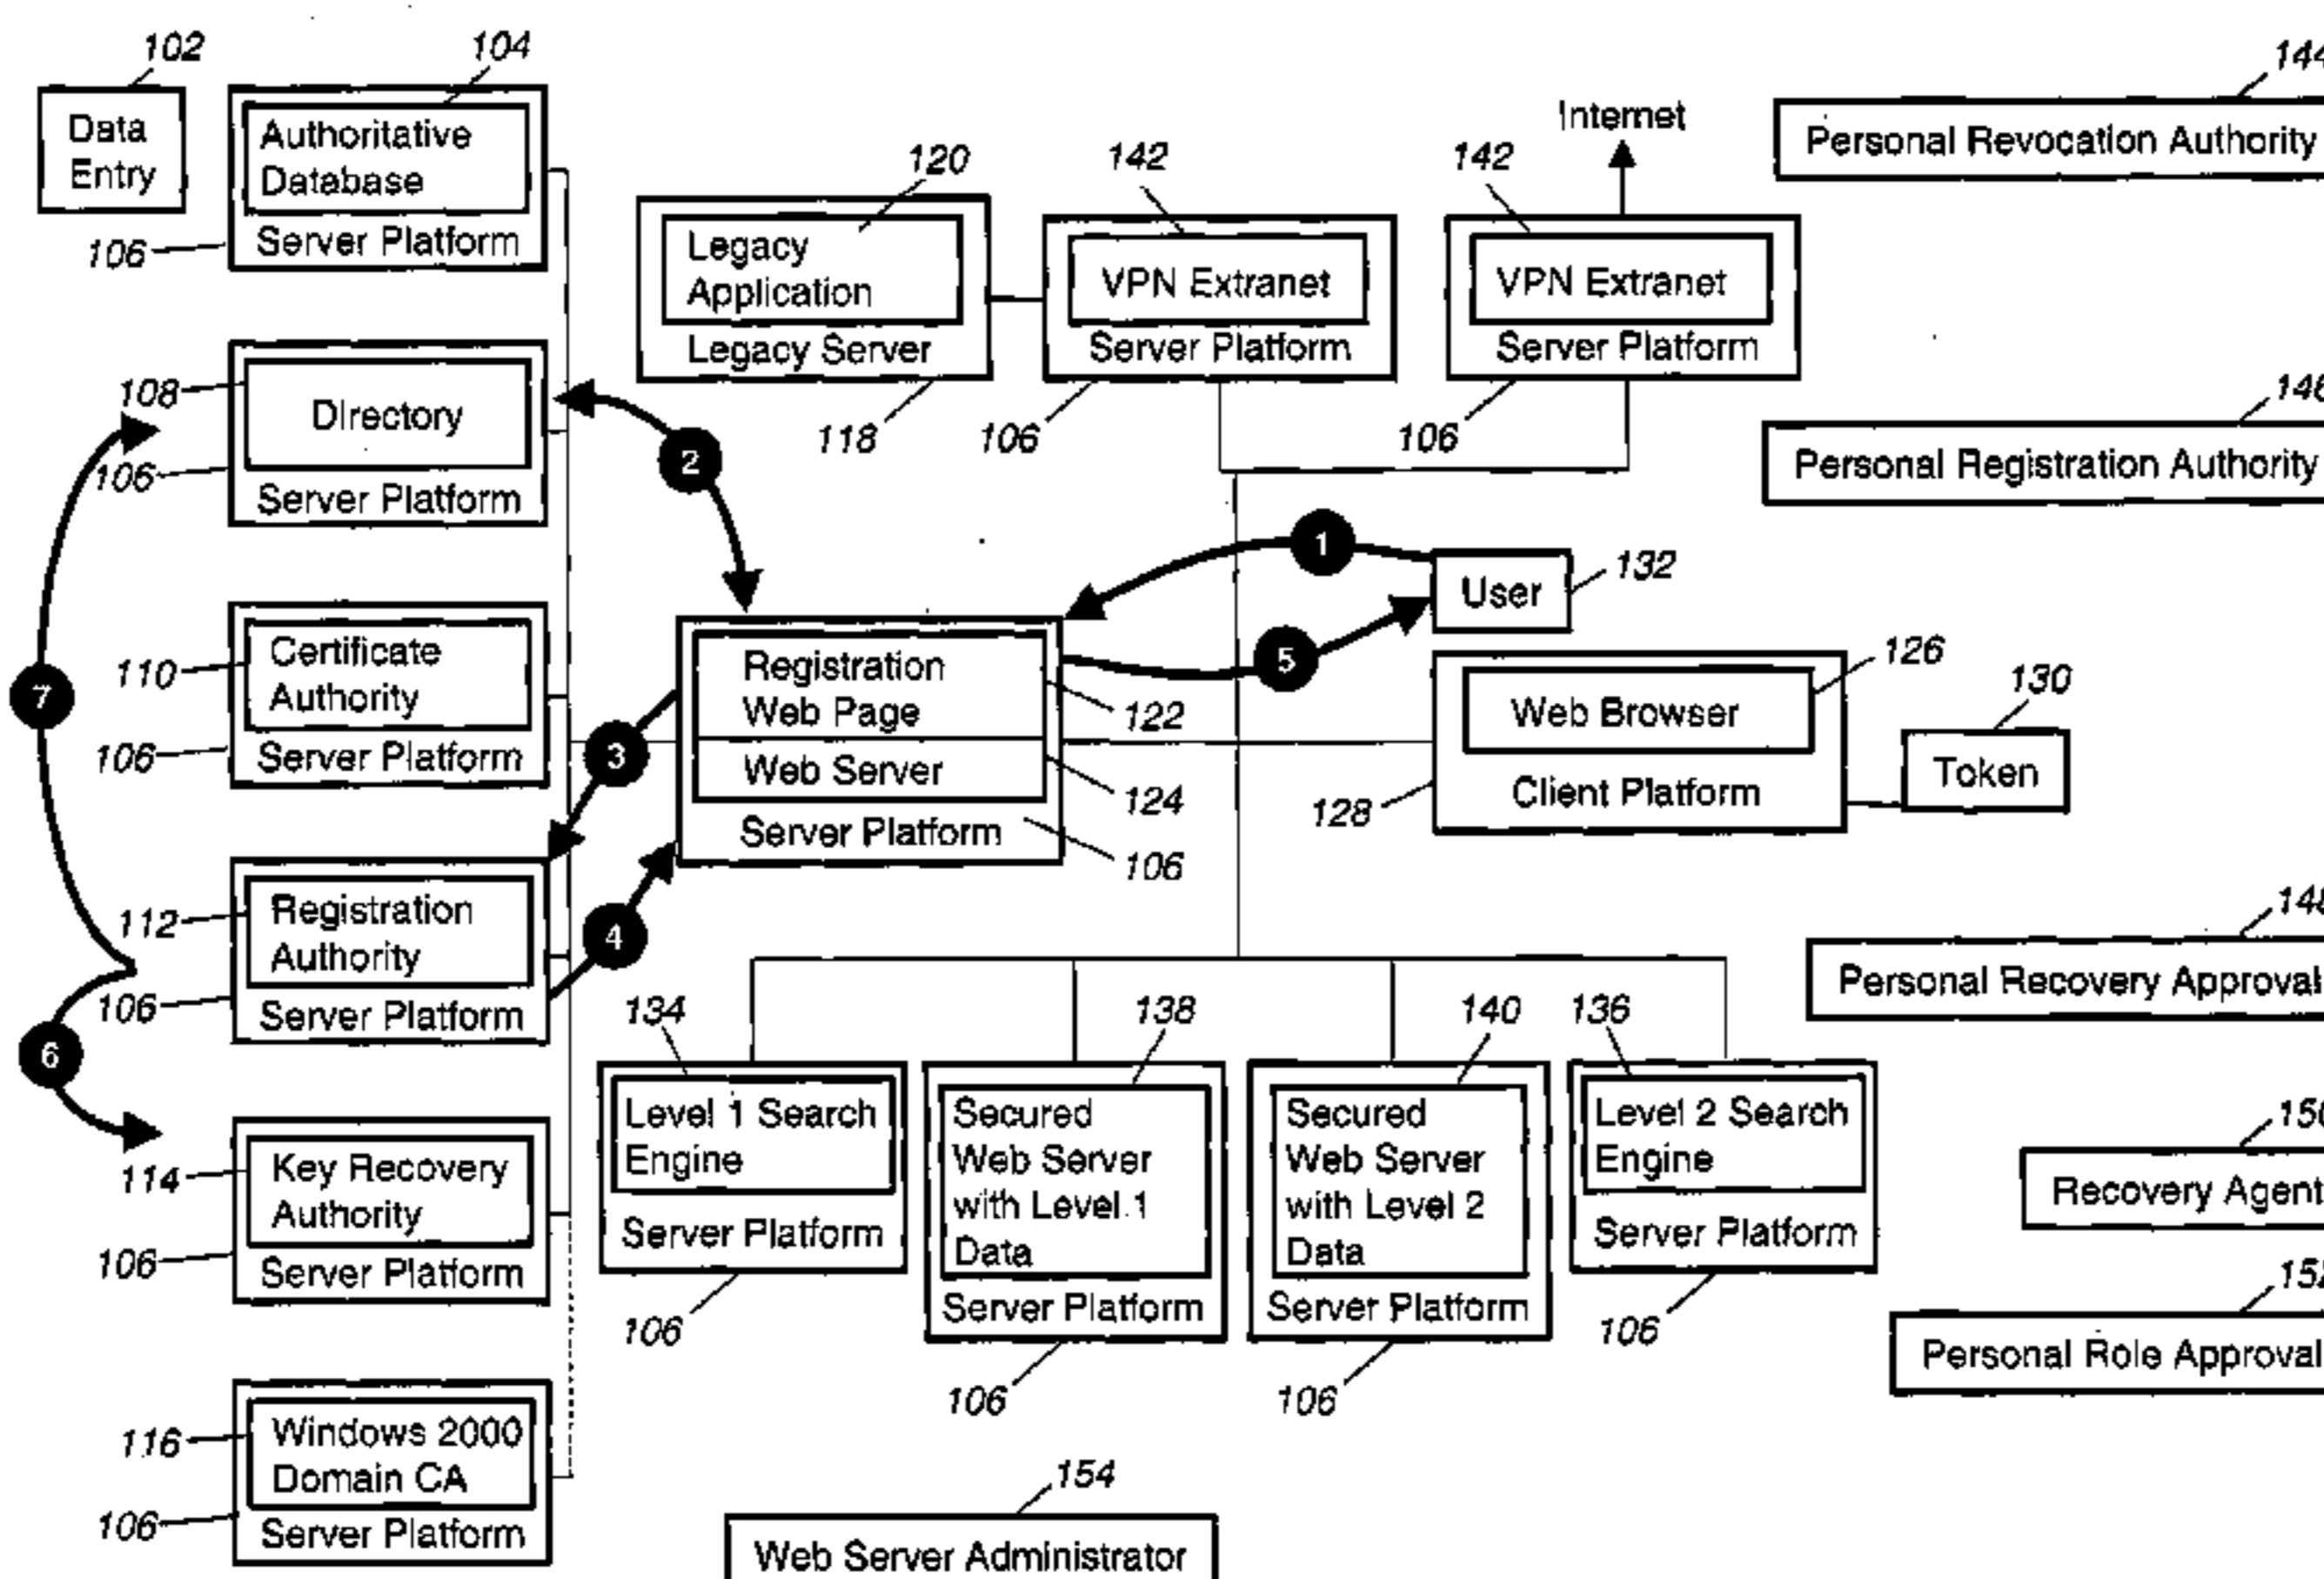 102
Data
Entry
104
Authoritative
Database
Server Platform
106
108
Directory
106
Server Platform
110
Certificate
Authority
106
Server Platform
112
Registration
Authority
106
Server Platform
114
Key Recovery
Authority
106
Server Platform
116
Windows 2000
Domain CA
106
Server Platform
7
6
120
Legacy
Application
Legacy Server
118
142
VPN Extranet
Server Platform
106
Internet
142
VPN Extranet
Server Platform
106
2
1
User
132
5
3
4
Registration
Web Page
122
Web Server
124
Server Platform
106
126
Web Browser
Client Platform
128
130
Token
134
Level 1 Search
Engine
Server Platform
106
138
Secured
Web Server
with Level 1
Data
Server Platform
106
140
Secured
Web Server
with Level 2
Data
Server Platform
106
136
Level 2 Search
Engine
Server Platform
106
144
Personal Revocation Authority
146
Personal Registration Authority
148
Personal Recovery Approval
150
Recovery Agent
152
Personal Role Approval
154
Web Server Administrator